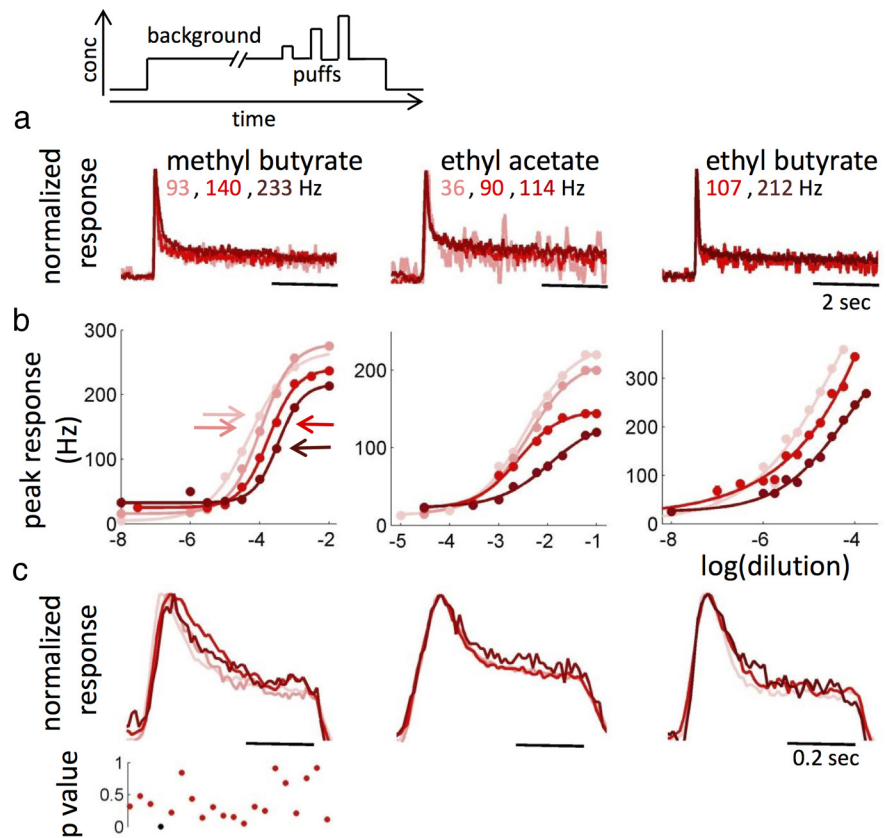 conc
background
puffs
time
a
normalized
response
methyl butyrate
93 , 140 , 233 Hz
ethyl acetate
36 , 90 , 114 Hz
ethyl butyrate
107 , 212 Hz
2 sec
b
peak response
(Hz)
300
200
100
0
-8 -6 -4 -2
200
100
0
-5 -4 -3 -2 -1
300
200
100
0
-8 -6 -4
log(dilution)
c
normalized
response
0.2 sec
p value
1
0.5
0